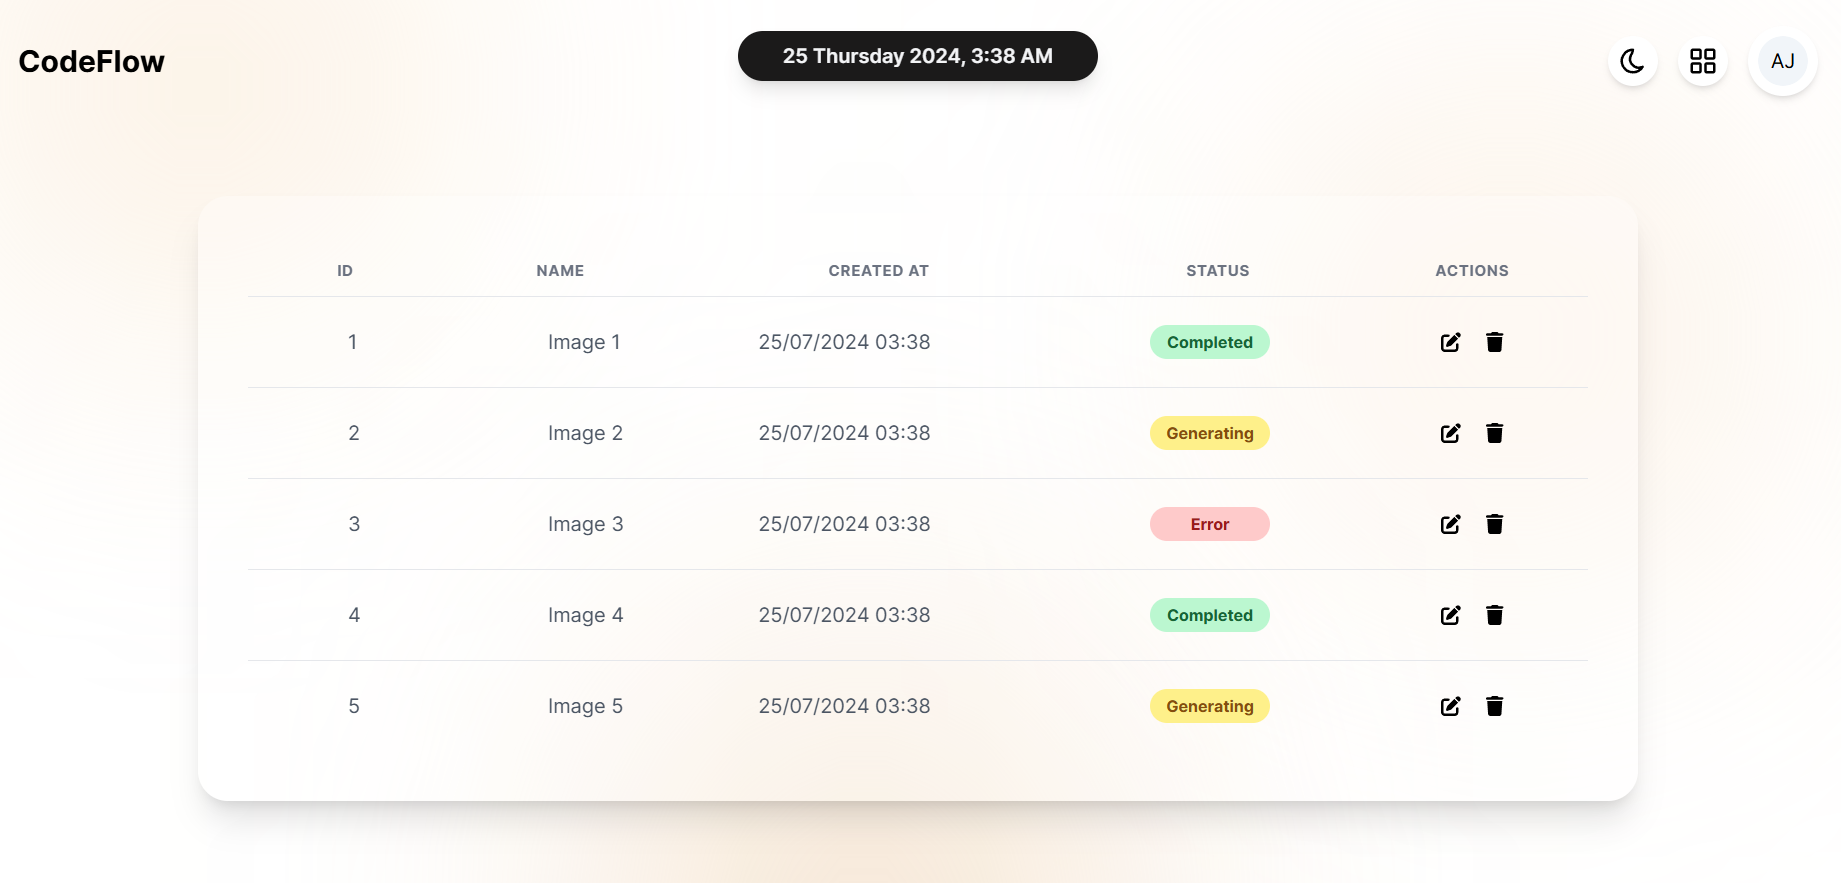 CodeFlow
25 Thursday 2024, 3:38 AM
AJ
ID NAME CREATED AT STATUS ACTIONS
1 Image 1 25/07/2024 03:38 Completed
2 Image 2 25/07/2024 03:38 Generating
3 Image 3 25/07/2024 03:38 Error
4 Image 4 25/07/2024 03:38 Completed
5 Image 5 25/07/2024 03:38 Generating